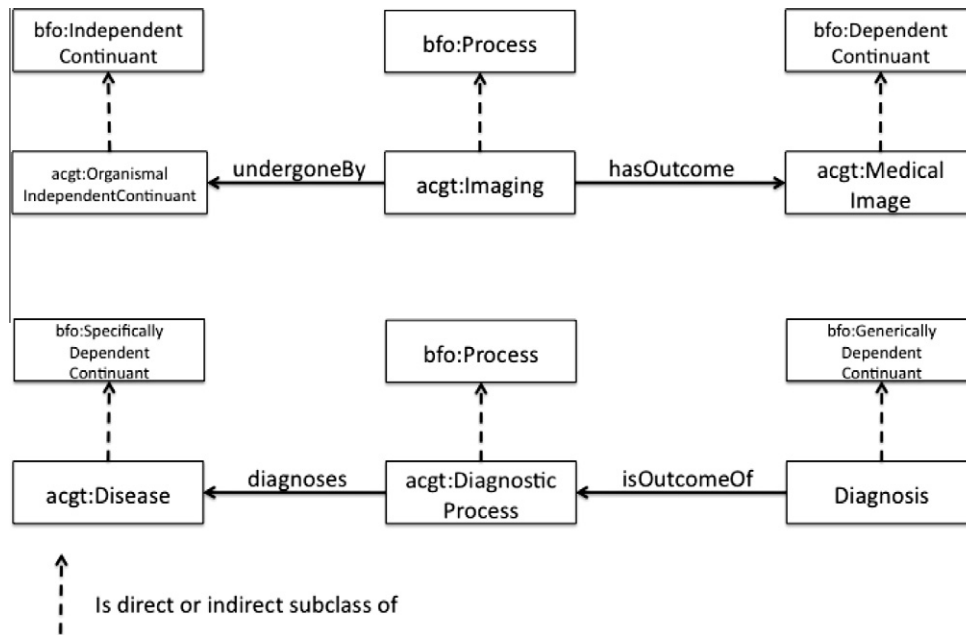 bfo:Independent
Continuant
bfo:Process
bfo:Dependent
Continuant
acgt:Organismal
IndependentContinuant
undergoneBy
acgt:Imaging
hasOutcome
acgt:Medical
Image
bfo:Specifically
Dependent
Continuant
bfo:Process
bfo:Generically
Dependent
Continuant
acgt:Disease
diagnoses
acgt:Diagnostic
Process
isOutcomeOf
Diagnosis
Is direct or indirect subclass of